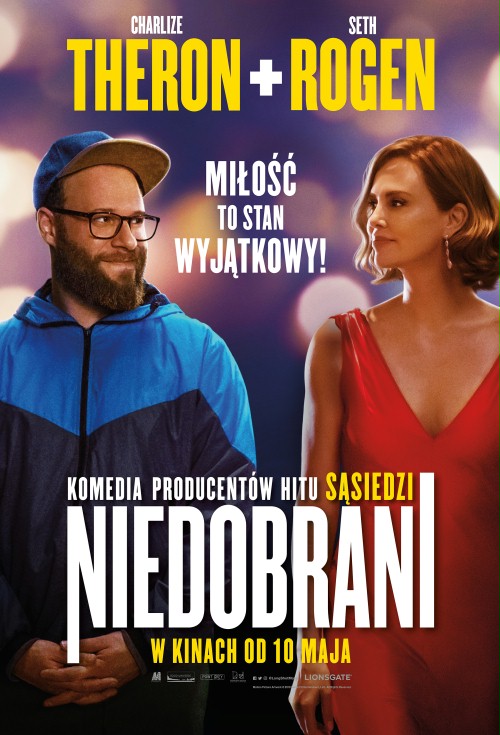 CHARLIZE
THERON + SETH
ROGEN
MIŁOŚĆ
TO STAN
WYJĄTKOWY!
KOMEDIA PRODUCENTÓW HITU SĄSIEDZI
NIEDOBRANI
W KINACH OD 10 MAJA
LIONSGATE